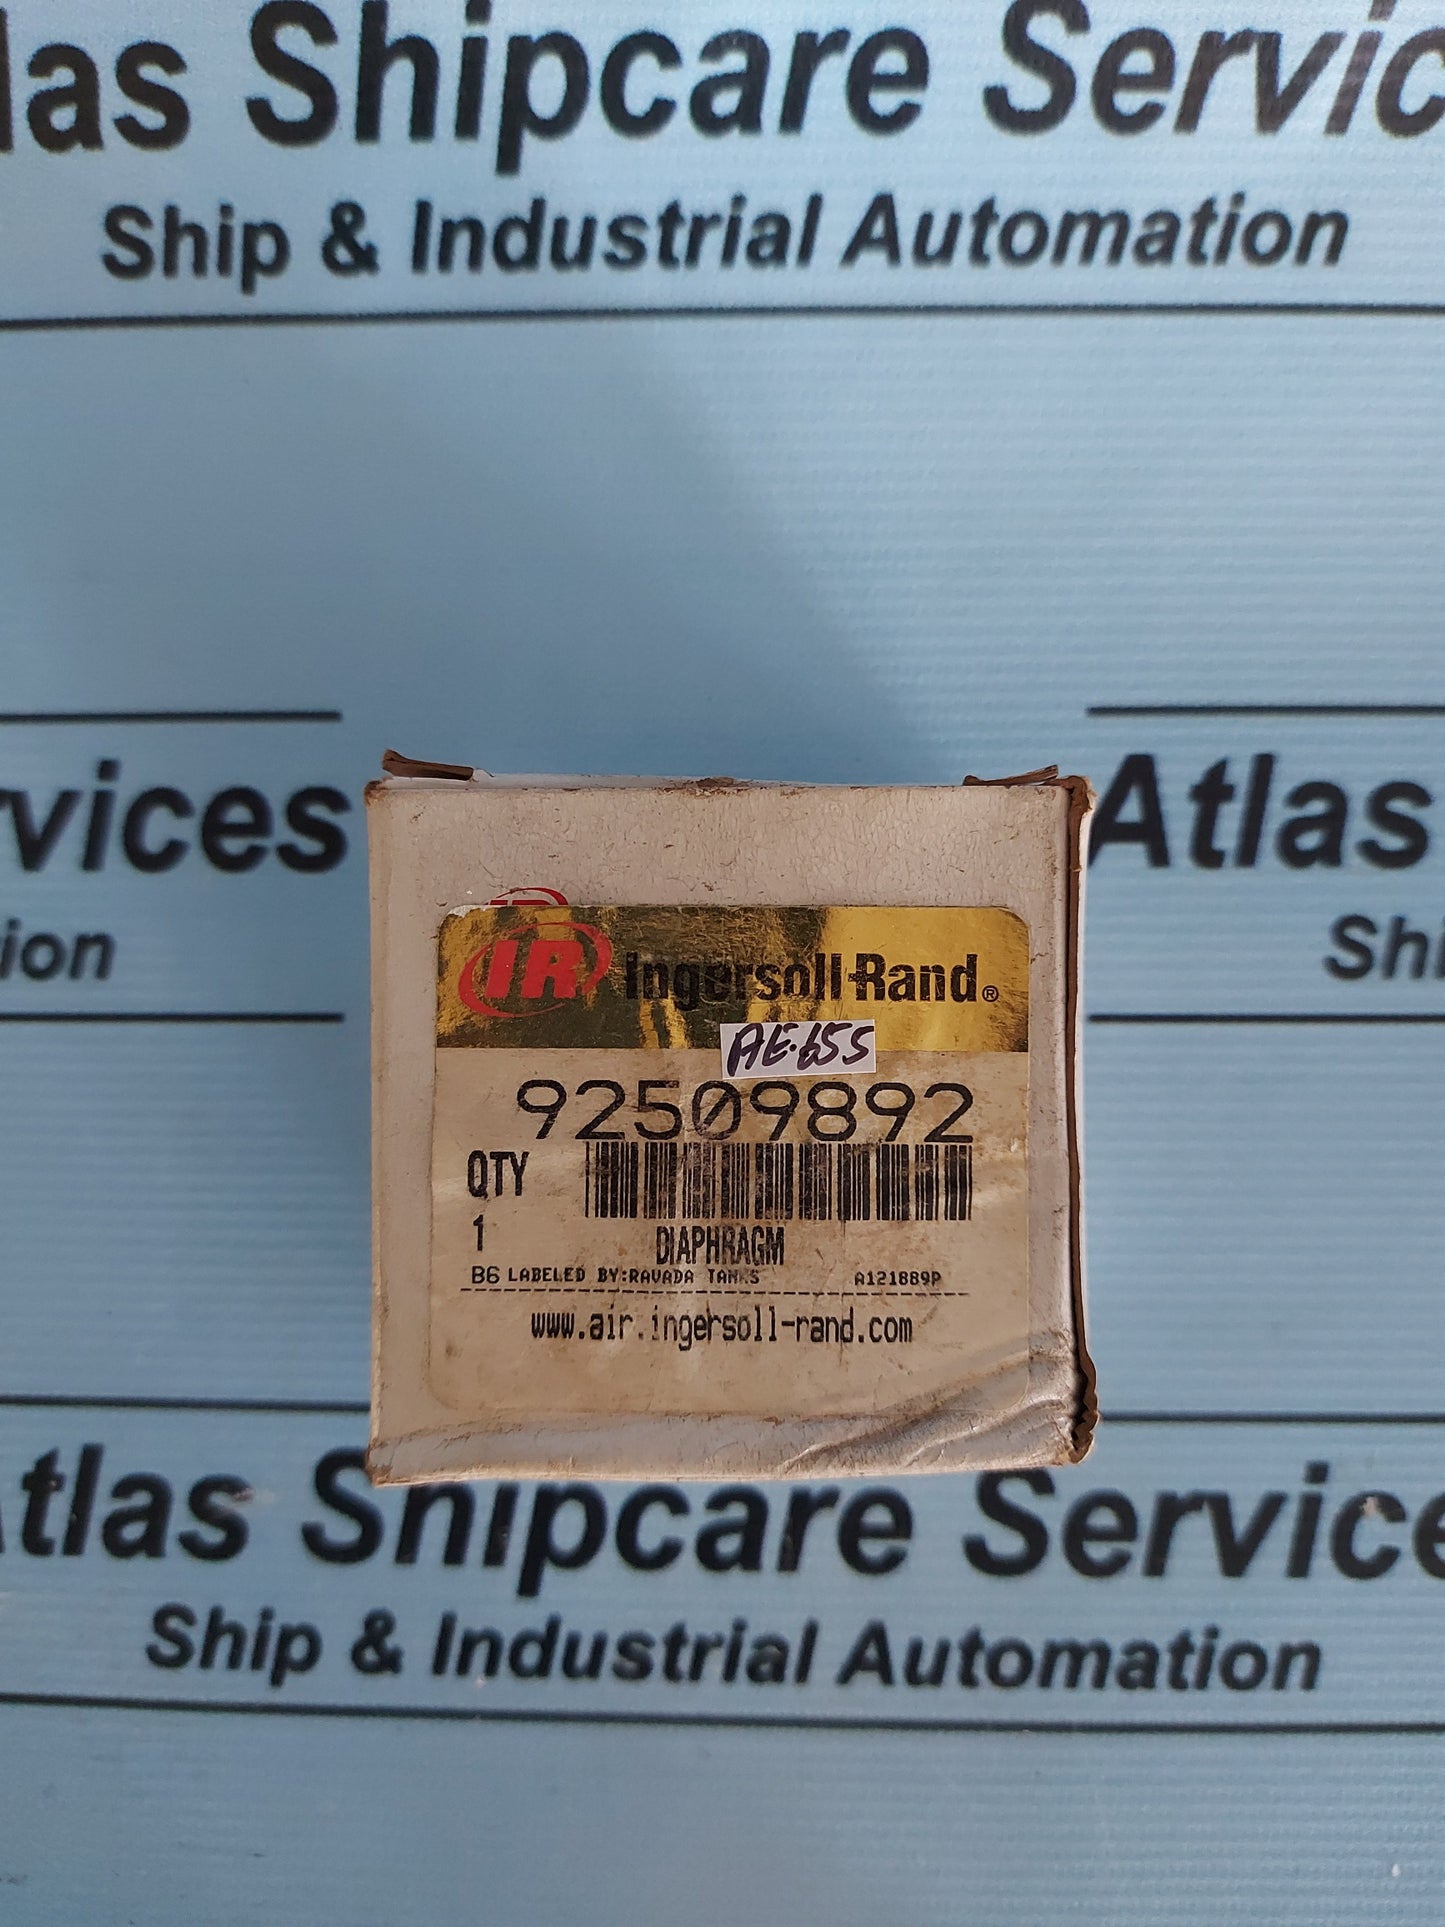 las Shipcare Servic
Ship & Industrial Automation
rvices
Atlas
ion
Shi
IR
IR Ingersoll-Rand®
AE-655
92509892
QTY
1
DIAPHRAGM
B6 LABELED BY:RAVADA TANKS
A121889P
www.air.ingersoll-rand.com
tlas Shipcare Service
Ship & Industrial Automation